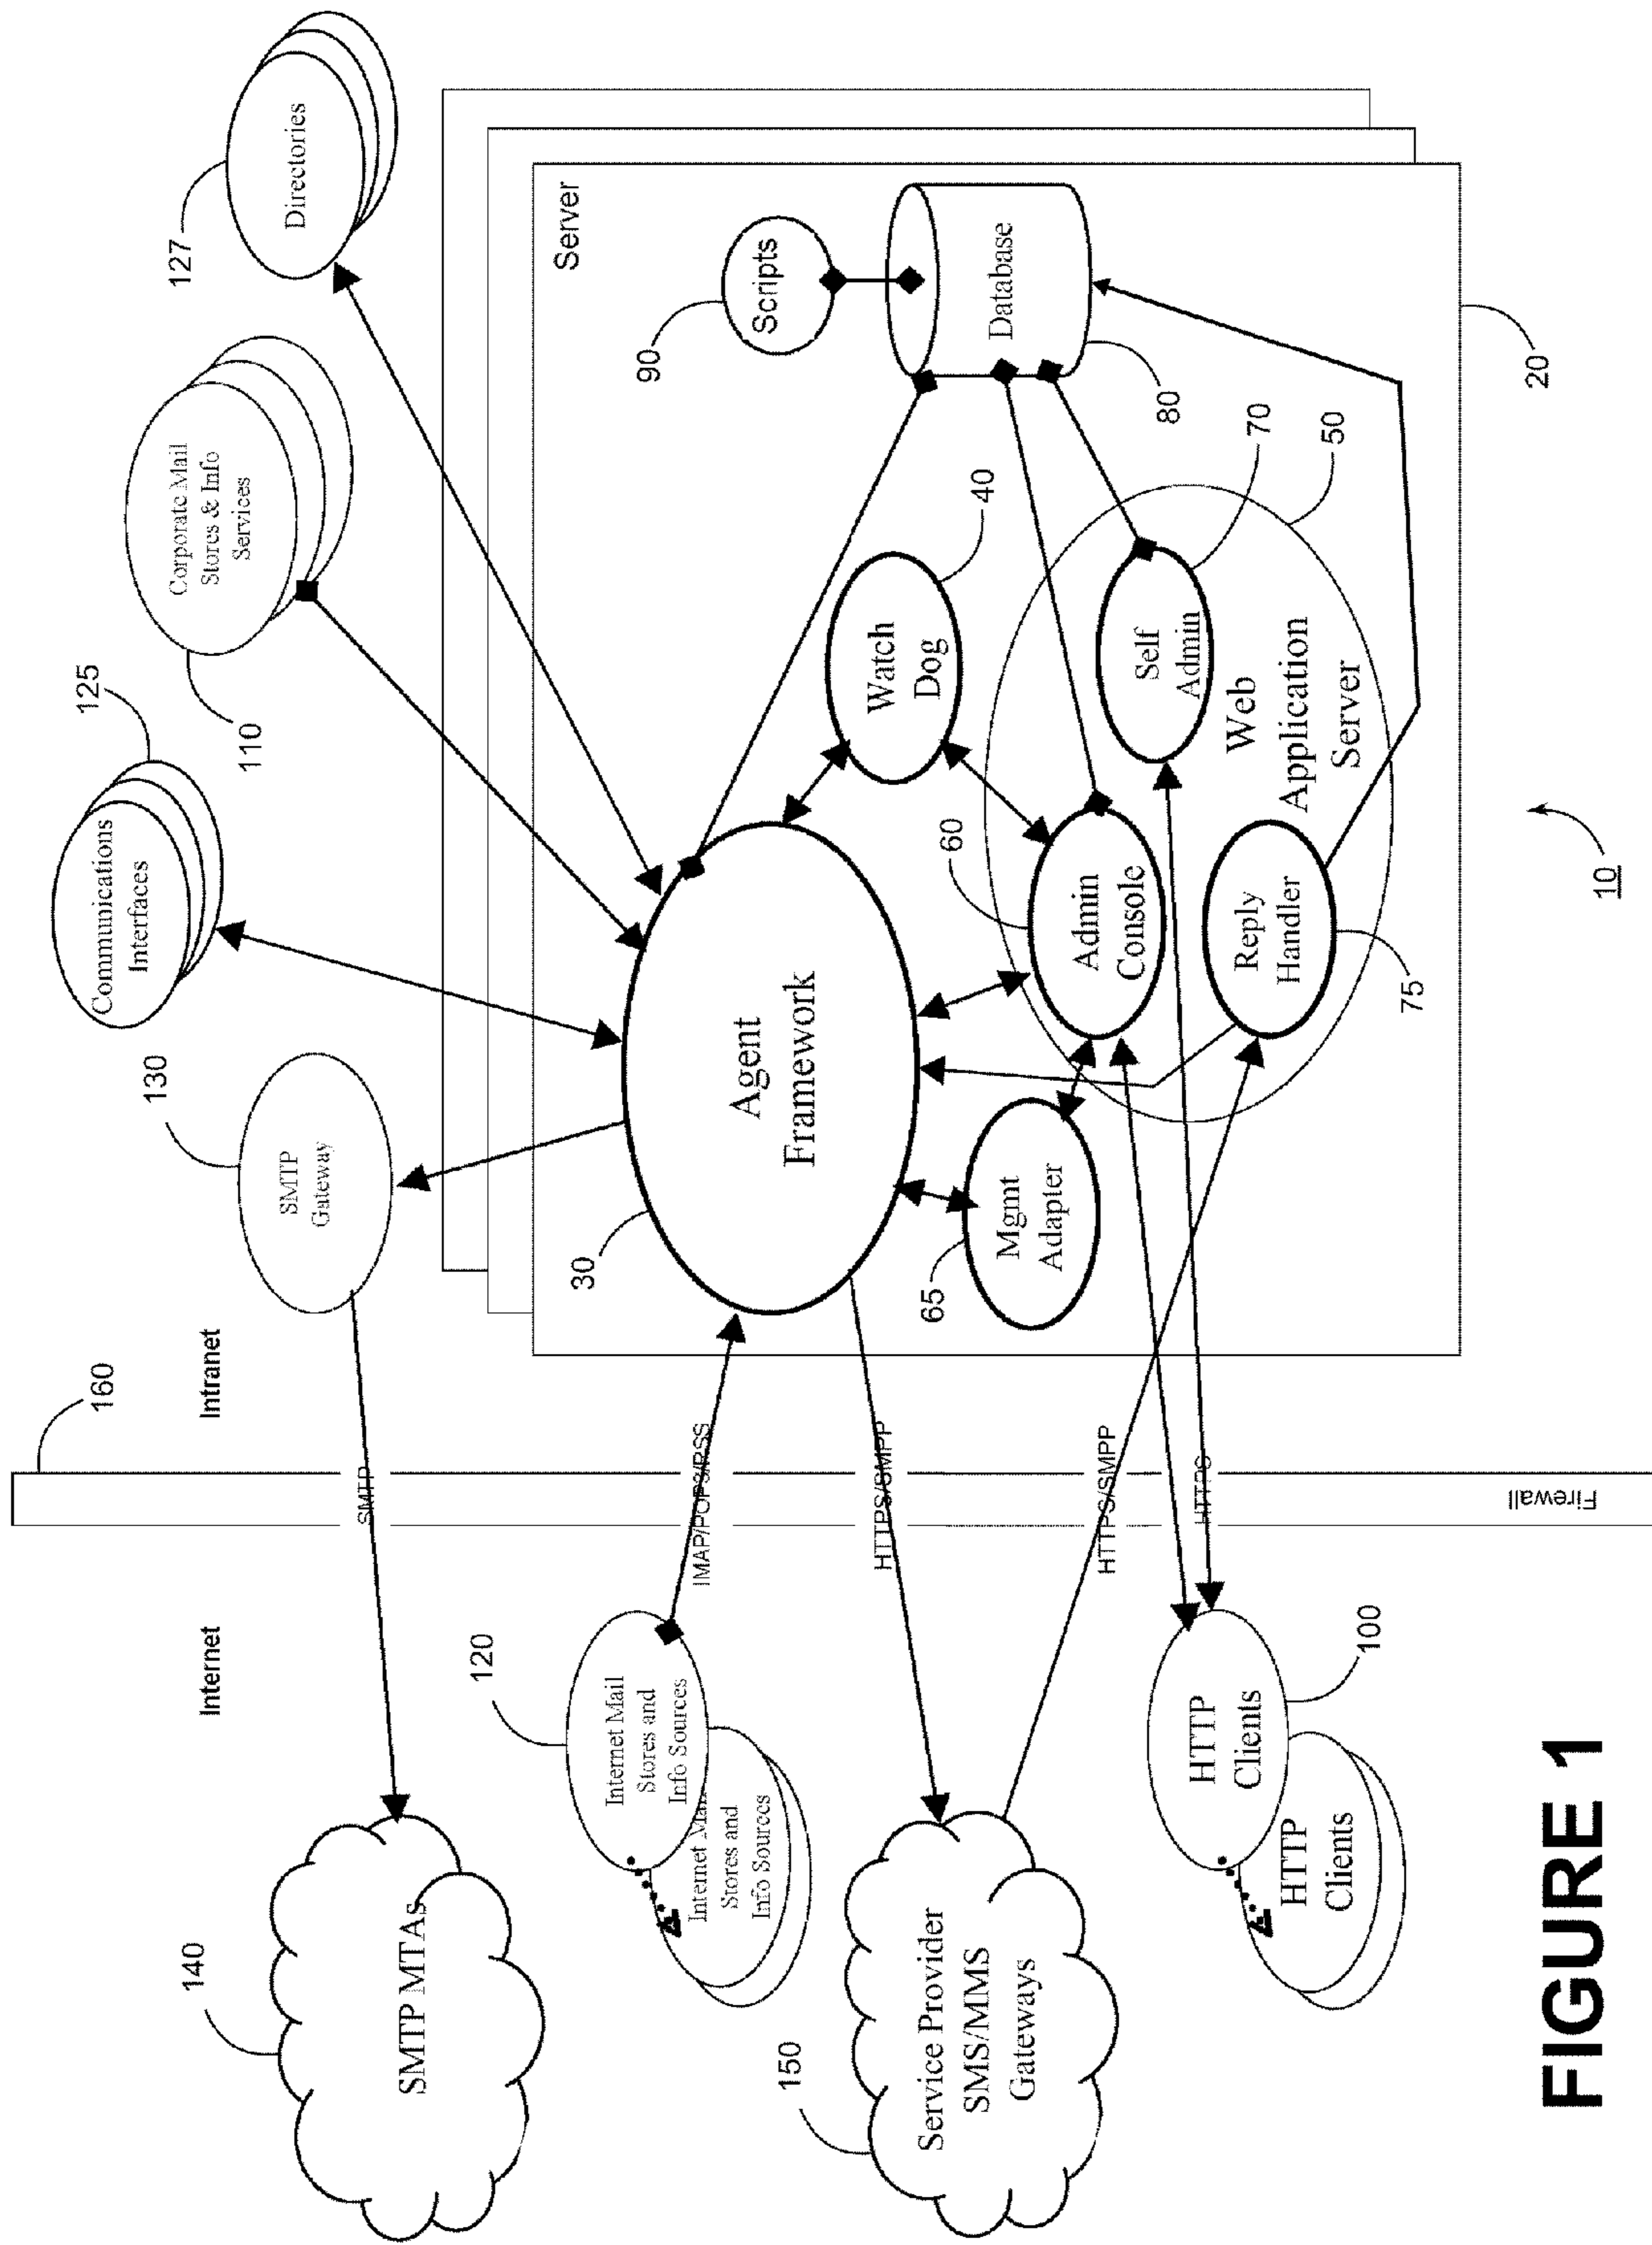 Internet
Intranet
160
Firewall
140
SMTP MTAs
SMTP
130
SMTP
Gateway
125
Communications
Interfaces
110
Corporate Mail
Stores & Info
Services
127
Directories
120
Internet Mail
Stores and
Info Sources
Internet Mail
Stores and
Info Sources
IMAP/POPS/RSS
150
Service Provider
SMS/MMS
Gateways
HTTPS/SMPP
HTTPS/SMPP
HTTPS
100
HTTP
Clients
HTTP
Clients
Server
30
Agent
Framework
65
Mgmt
Adapter
40
Watch
Dog
60
Admin
Console
70
Self
Admin
75
Reply
Handler
50
Web
Application
Server
90
Scripts
80
Database
20
10
FIGURE 1